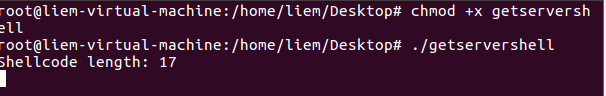 root@liem-virtual-machine:/home/liem/Desktop# chmod +x getserversh
ell
root@liem-virtual-machine:/home/liem/Desktop# ./getservershell
Shellcode length: 17